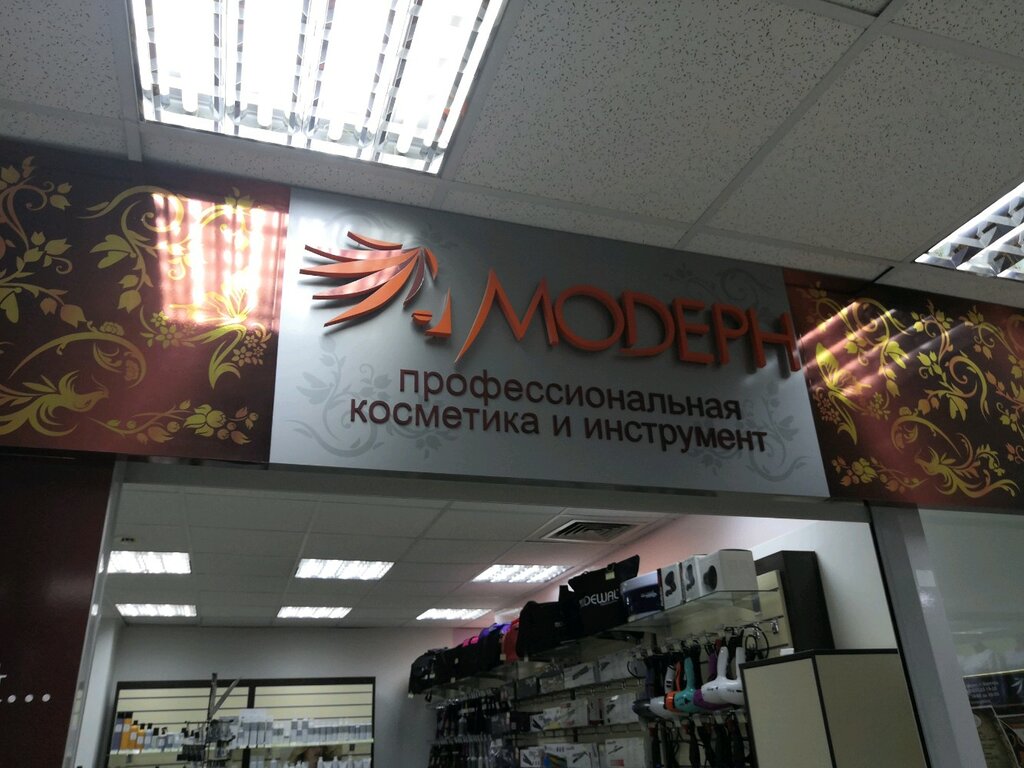 МОДЕРН
профессиональная
косметика и инструмент
DEWAL